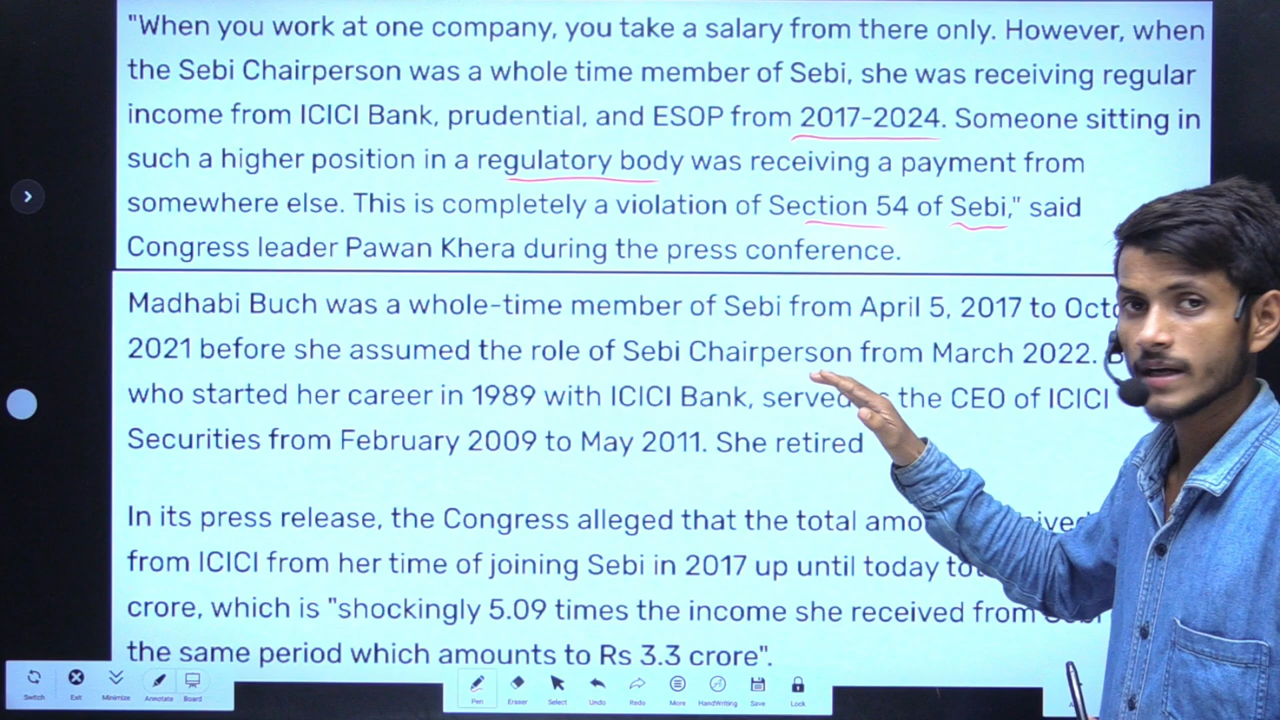 "When you work at one company, you take a salary from there only. However, when
the Sebi Chairperson was a whole time member of Sebi, she was receiving regular
income from ICICI Bank, prudential, and ESOP from 2017-2024. Someone sitting in
such a higher position in a regulatory body was receiving a payment from
somewhere else. This is completely a violation of Section 54 of Sebi," said
Congress leader Pawan Khera during the press conference.
Madhabi Buch was a whole-time member of Sebi from April 5, 2017 to
2021 before she assumed the role of Sebi Chairperson from March 2022.
who started her career in 1989 with ICICI Bank, served the CEO of ICICI
Securities from February 2009 to May 2011. She retired
In its press release, the Congress alleged that the total
from ICICI from her time of joining Sebi in 2017 up until today
crore, which is "shockingly 5.09 times the income she received from
the same period which amounts to Rs 3.3 crore".
Switch Exit Minimize Annotate Board Pen Eraser Select Undo Redo More HandWriting Save Lock